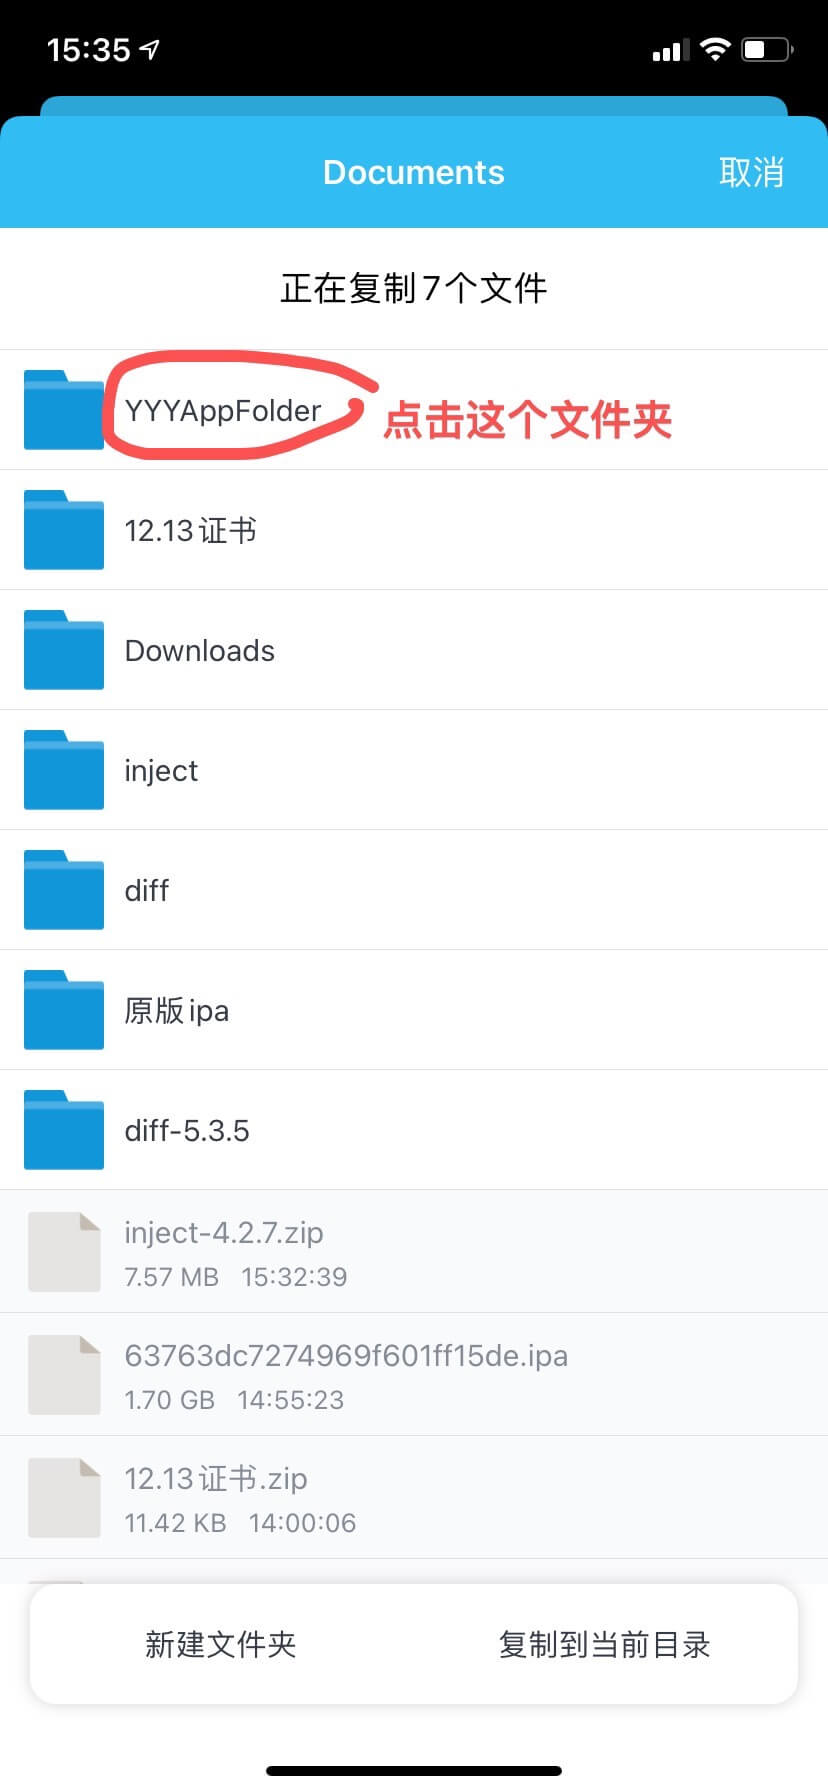 15:35
Documents
取消
正在复制7个文件
YYYAppFolder
点击这个文件夹
12.13证书
Downloads
inject
diff
原版ipa
diff-5.3.5
inject-4.2.7.zip
7.57 MB 15:32:39
63763dc7274969f601ff15de.ipa
1.70 GB 14:55:23
12.13证书.zip
11.42 KB 14:00:06
新建文件夹
复制到当前目录